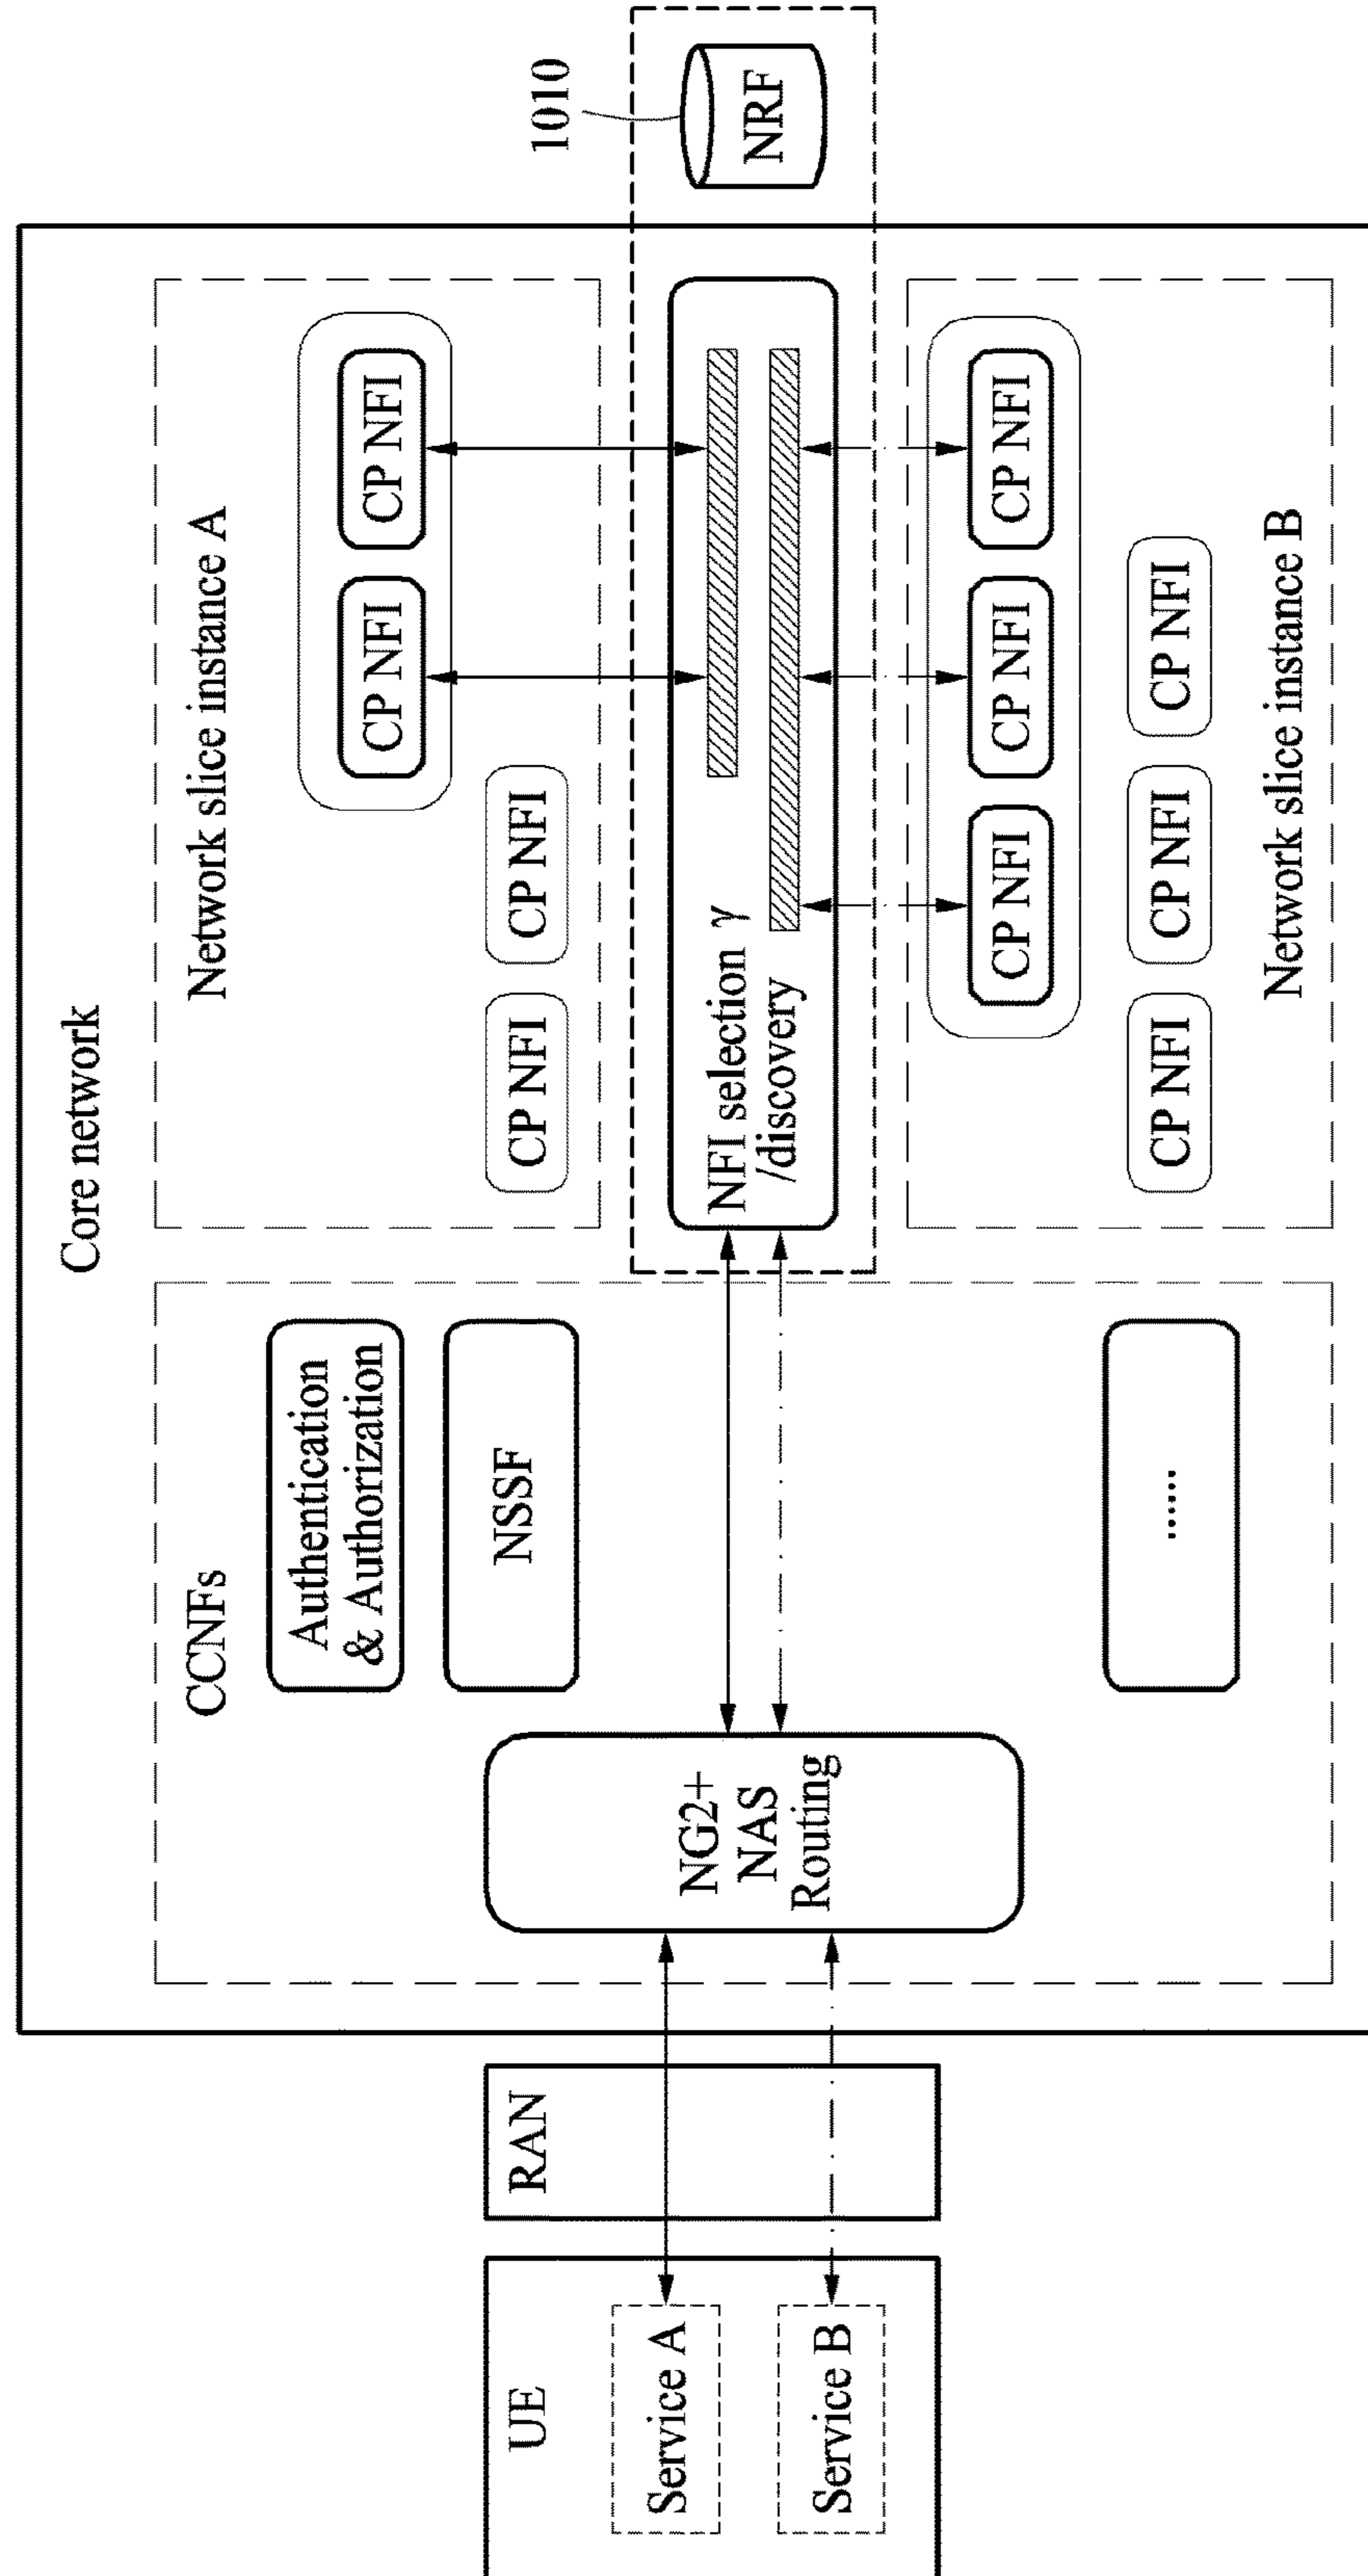 Core network
CCNFs
Network slice instance A
Authentication
& Authorization
CP NFI
CP NFI
1010
NSSF
CP NFI
CP NFI
UE
RAN
Service A
Service B
NG2+
NAS
Routing
NFI selection γ
/discovery
NRF
CP NFI
CP NFI
CP NFI
......
CP NFI
CP NFI
CP NFI
Network slice instance B